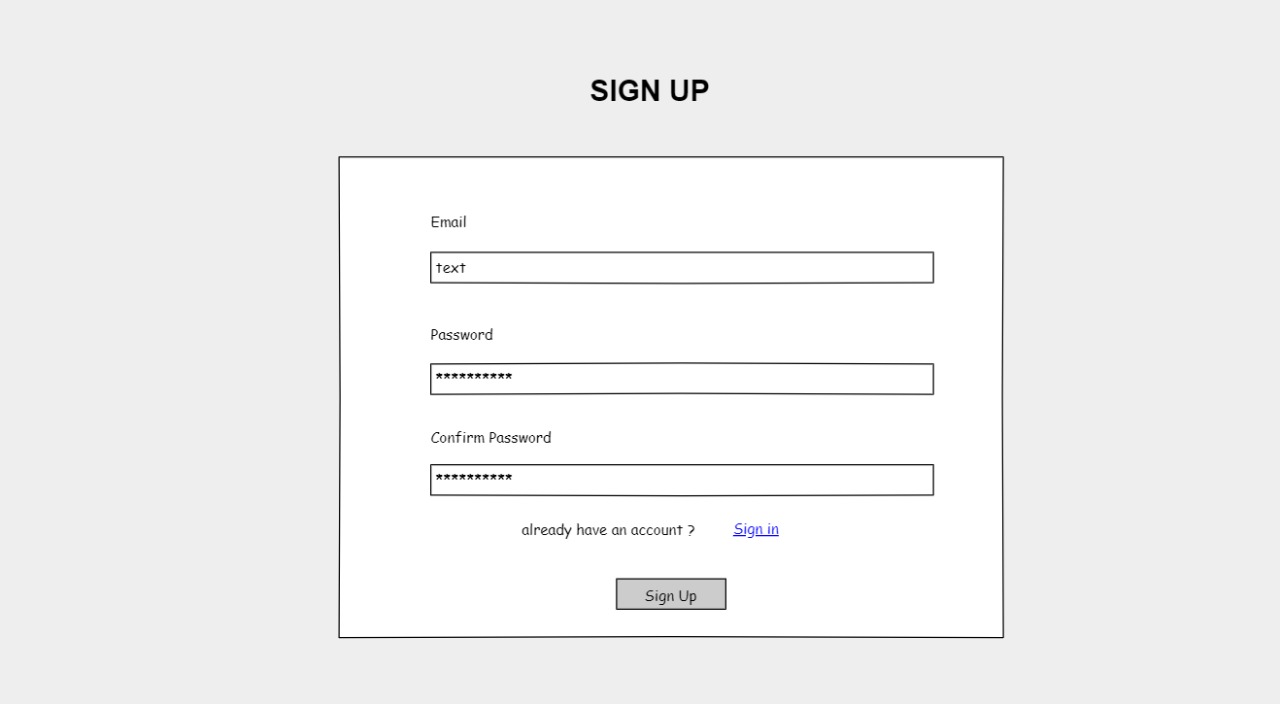 SIGN UP
Email
text
Password
**********
Confirm Password
**********
already have an account ? Sign in
Sign Up